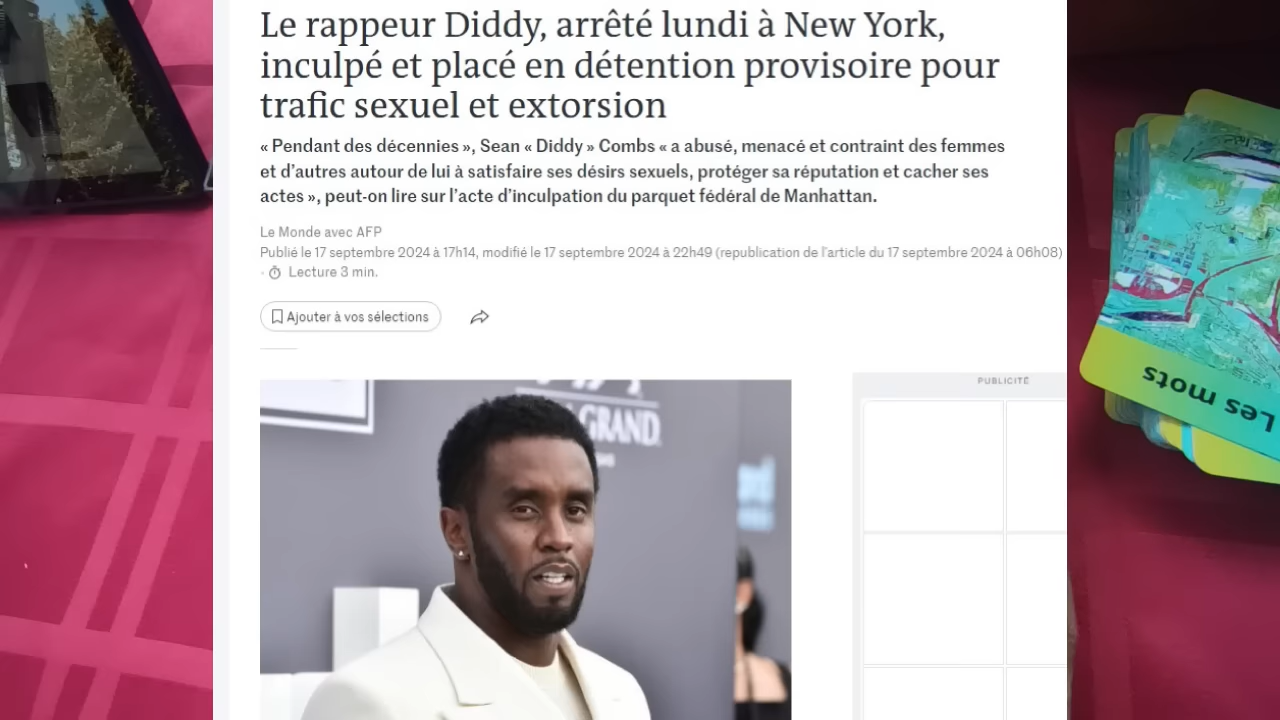 Le rappeur Diddy, arrêté lundi à New York,
inculpé et placé en détention provisoire pour
trafic sexuel et extorsion
« Pendant des décennies », Sean « Diddy » Combs « a abusé, menacé et contraint des femmes
et d’autres autour de lui à satisfaire ses désirs sexuels, protéger sa réputation et cacher ses
actes », peut-on lire sur l’acte d’inculpation du parquet fédéral de Manhattan.
Le Monde avec AFP
Publié le 17 septembre 2024 à 17h14, modifié le 17 septembre 2024 à 22h49 (republication de l’article du 17 septembre 2024 à 06h08)
· Lecture 3 min.
Ajouter à vos sélections
PUBLICITÉ
GRAND
Les mots